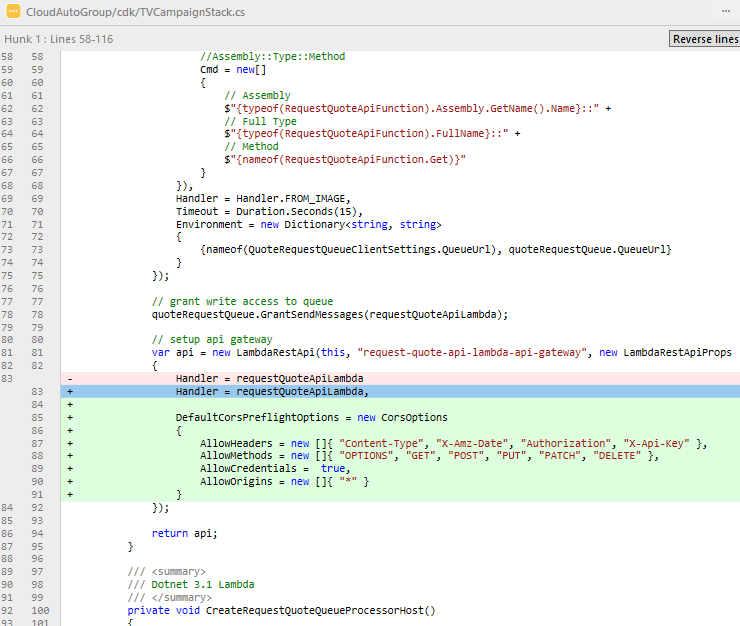 CloudAutoGroup/cdk/TVCampaignStack.cs
Hunk 1 : Lines 58-116
Reverse lines
58 58 //Assembly::Type::Method
59 59 Cmd = new[]
60 60 {
61 61 // Assembly
62 62 $"{typeof(RequestQuoteApiFunction).Assembly.GetName().Name}::" +
63 63 // Full Type
64 64 $"{typeof(RequestQuoteApiFunction).FullName}::" +
65 65 // Method
66 66 $"{nameof(RequestQuoteApiFunction.Get)}"
67 67 }
68 68 }),
69 69 Handler = Handler.FROM_IMAGE,
70 70 Timeout = Duration.Seconds(15),
71 71 Environment = new Dictionary<string, string>
72 72 {
73 73 {nameof(QuoteRequestQueueClientSettings.QueueUrl), quoteRequestQueue.QueueUrl}
74 74 }
75 75 });
76 76
77 77 // grant write access to queue
78 78 quoteRequestQueue.GrantSendMessages(requestQuoteApiLambda);
79 79
80 80 // setup api gateway
81 81 var api = new LambdaRestApi(this, "request-quote-api-lambda-api-gateway", new LambdaRestApiProps
82 82 {
83 - Handler = requestQuoteApiLambda
83 + Handler = requestQuoteApiLambda,
84 +
85 + DefaultCorsPreflightOptions = new CorsOptions
86 + {
87 + AllowHeaders = new []{ "Content-Type", "X-Amz-Date", "Authorization", "X-Api-Key" },
88 + AllowMethods = new []{ "OPTIONS", "GET", "POST", "PUT", "PATCH", "DELETE" },
89 + AllowCredentials =  true,
90 + AllowOrigins = new []{ "*" }
91 + }
84 92 });
85 93
86 94 return api;
87 95 }
88 96
89 97 /// <summary>
90 98 /// Dotnet 3.1 Lambda
91 99 /// </summary>
92 100 private void CreateRequestQuoteQueueProcessorHost()
93 101 {